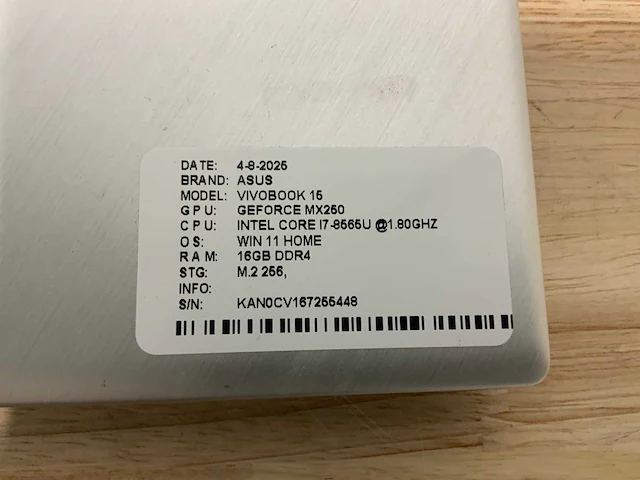 DATE: 4-8-2025
BRAND: ASUS
MODEL: VIVOBOOK 15
GPU: GEFORCE MX250
CPU: INTEL CORE I7-8565U @1.80GHZ
OS: WIN 11 HOME
RAM: 16GB DDR4
STG: M.2 256,
INFO:
S/N: KAN0CV167255448